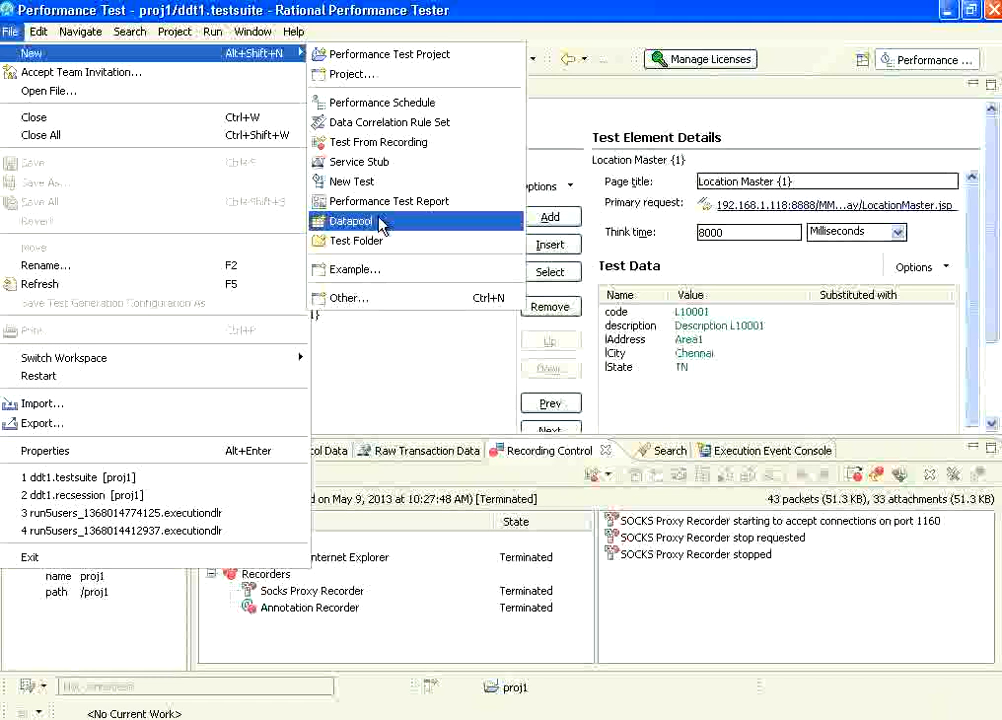 Performance Test - proj1/ddt1.testsuite - Rational Performance Tester
File Edit Navigate Search Project Run Window Help
New Alt+Shift+N
Accept Team Invitation...
Open File...
Close Ctrl+W
Close All Ctrl+Shift+W
Save Ctrl+S
Save As...
Save All Ctrl+Shift+S
Revert
Move...
Rename... F2
Refresh F5
Save Test Generation Configuration As
Print... Ctrl+P
Switch Workspace
Restart
Import...
Export...
Properties Alt+Enter
1 ddt1.testsuite [proj1]
2 ddt1.recsession [proj1]
3 run5users_1368014774125.executiondlr
4 run5users_1368014412937.executiondlr
Exit
Performance Test Project
Project...
Performance Schedule
Data Correlation Rule Set
Test From Recording
Service Stub
New Test
Performance Test Report
Datapool
Test Folder
Example...
Other... Ctrl+N
Manage Licenses
Performance ...
ptions
Add
Insert
Select
Remove
Up
Down
Prev
Next
Test Element Details
Location Master {1}
Page title: Location Master {1}
Primary request: 192.168.1.118:8888/MM...av/LocationMaster.jsp
Think time: 8000 Milliseconds
Test Data
Options
Name Value Substituted with
code L10001
description Description L10001
lAddress Area1
lCity Chennai
lState TN
1}
ol Data Raw Transaction Data Recording Control Search Execution Event Console
d on May 9, 2013 at 10:27:48 AM) [Terminated] 43 packets (51.3 KB), 33 attachments (51.3 KB)
State
nternet Explorer Terminated
Recorders
Socks Proxy Recorder Terminated
Annotation Recorder Terminated
SOCKS Proxy Recorder starting to accept connections on port 1160
SOCKS Proxy Recorder stop requested
SOCKS Proxy Recorder stopped
name proj1
path /proj1
proj1
<No Current Work>